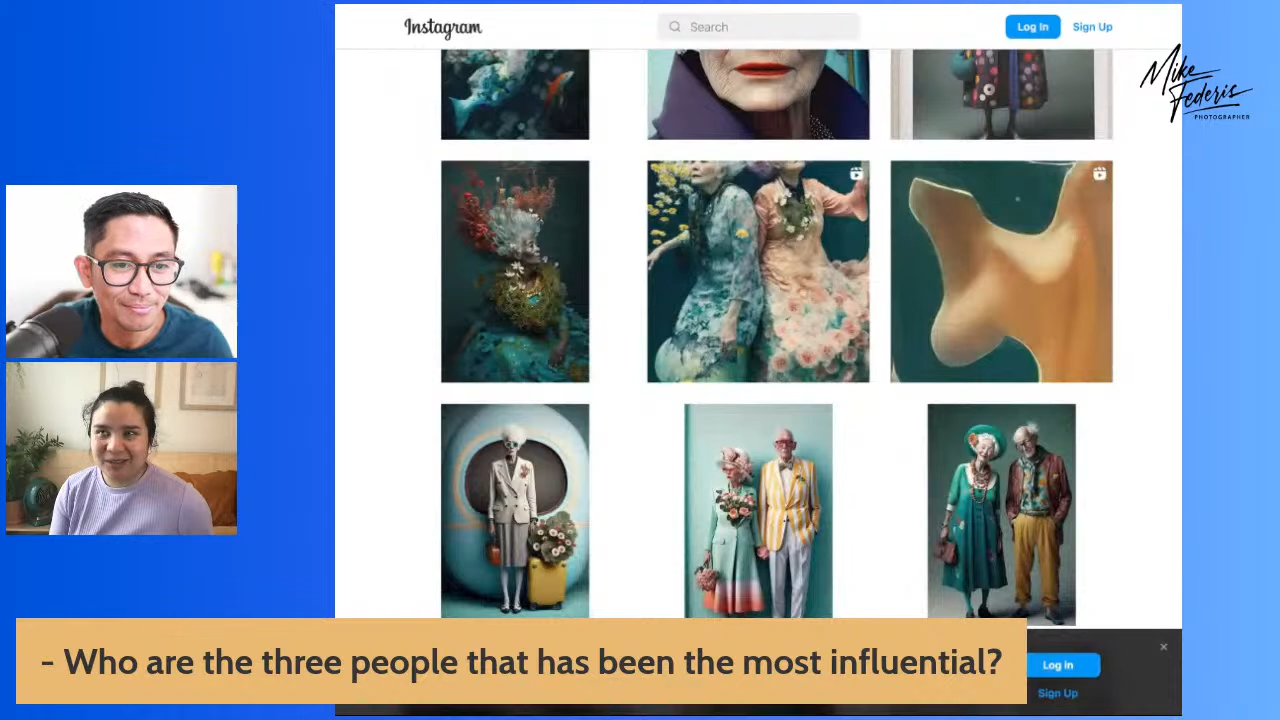 Instagram
Search
Log In
Sign Up
Mike
Federis
PHOTOGRAPHER
- Who are the three people that has been the most influential?
Log in
Sign Up